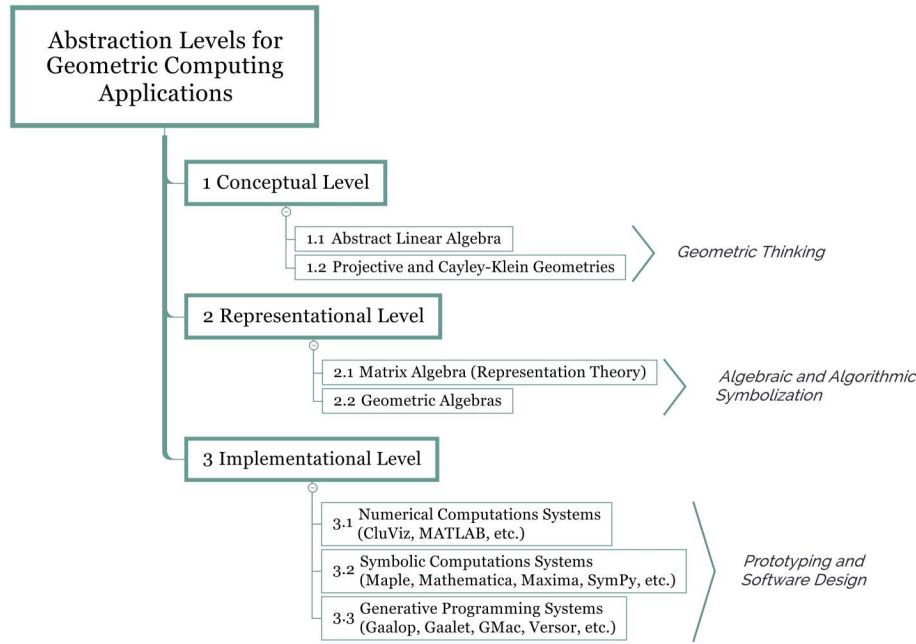 Abstraction Levels for
Geometric Computing
Applications
1 Conceptual Level
1.1 Abstract Linear Algebra
1.2 Projective and Cayley-Klein Geometries
Geometric Thinking
2 Representational Level
2.1 Matrix Algebra (Representation Theory)
2.2 Geometric Algebras
Algebraic and Algorithmic
Symbolization
3 Implementational Level
3.1 Numerical Computations Systems
(CluViz, MATLAB, etc.)
3.2 Symbolic Computations Systems
(Maple, Mathematica, Maxima, SymPy, etc.)
3.3 Generative Programming Systems
(Gaalop, Gaalet, GMac, Versor, etc.)
Prototyping and
Software Design